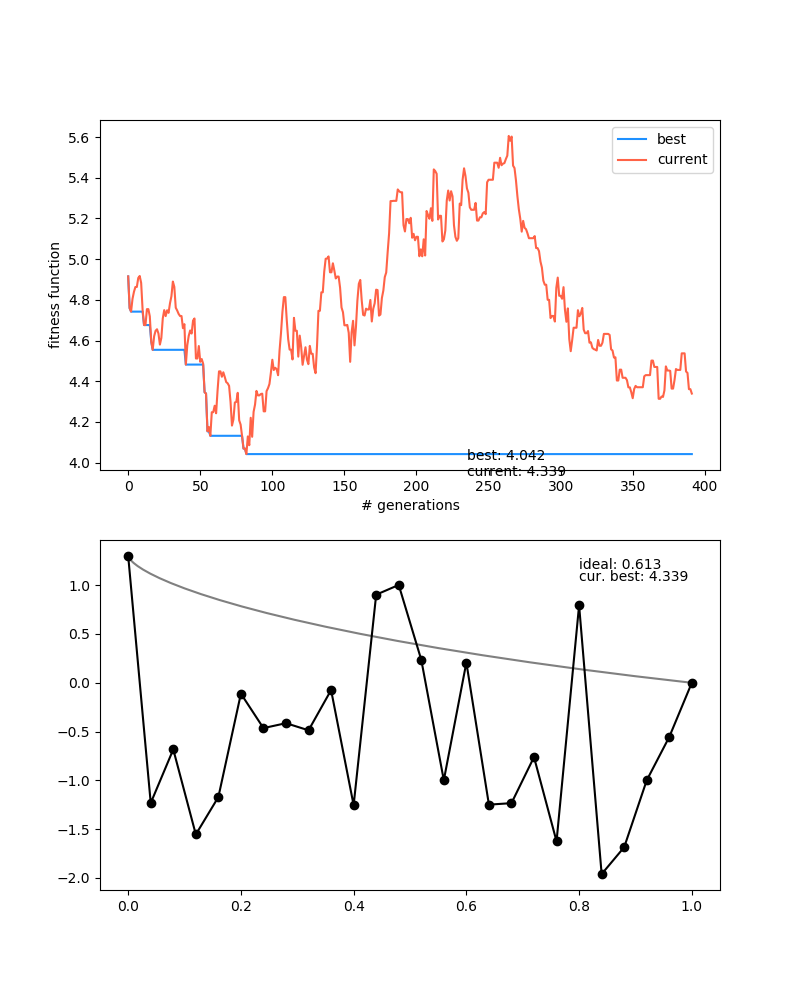 5.6
5.4
5.2
5.0
4.8
4.6
4.4
4.2
4.0
fitness function
best
current
best: 4.042
current: 4.339
0 50 100 150 200 250 300 350 400
# generations
ideal: 0.613
cur. best: 4.339
1.0
0.5
0.0
−0.5
−1.0
−1.5
−2.0
0.0 0.2 0.4 0.6 0.8 1.0